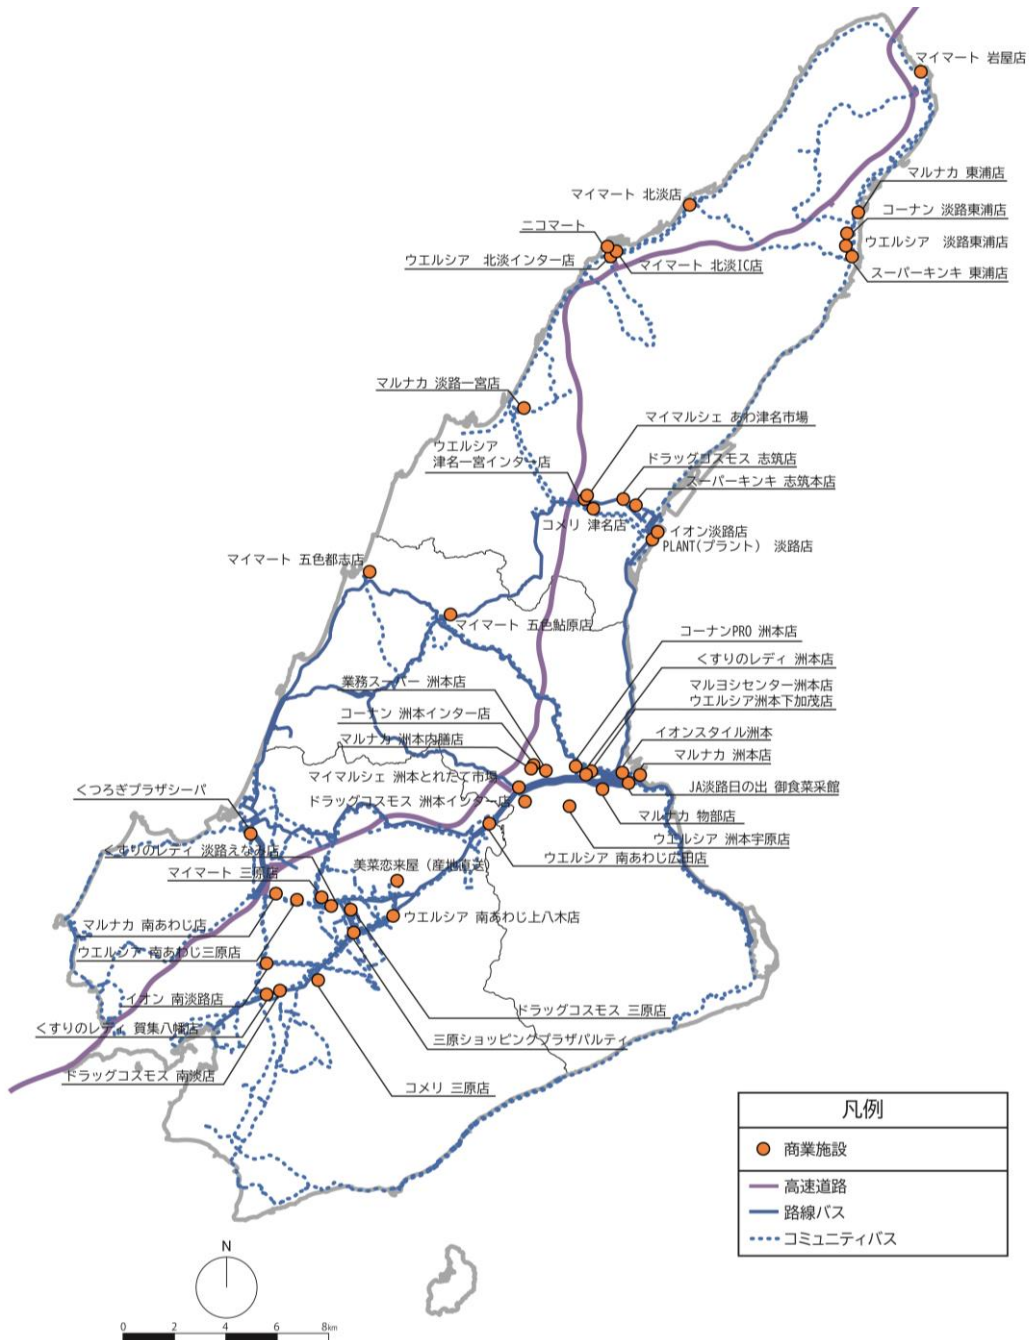 マイマート 岩屋店
マルナカ 東浦店
マイマート 北淡店
コーナン 淡路東浦店
ニコマート
ウエルシア 淡路東浦店
ウエルシア 北淡インター店
マイマート 北淡IC店
スーパーキンキ 東浦店
マルナカ 淡路一宮店
マイマルシェ あわ津名市場
ウエルシア
津名一宮インター店
ドラッグコスモス 志筑店
スーパーキンキ 志筑本店
コメリ 津名店
イオン淡路店
PLANT(プラント) 淡路店
マイマート 五色都志店
マイマート 五色鮎原店
コーナンPRO 洲本店
くすりのレディ 洲本店
業務スーパー 洲本店
マルヨシセンター洲本店
ウエルシア洲本下加茂店
コーナン 洲本インター店
イオンスタイル洲本
マルナカ 洲本内膳店
マルナカ 洲本店
マイマルシェ 洲本とれたて市場
くつろぎプラザシーパ
JA淡路日の出 御食菜采館
ドラッグコスモス 洲本インター店
マルナカ 物部店
ウエルシア 洲本宇原店
くすりのレディ 淡路えなみ店
ウエルシア 南あわじ広田店
美菜恋来屋（産地直送）
マイマート 三原店
マルナカ 南あわじ店
ウエルシア 南あわじ上八木店
ウエルシア 南あわじ三原店
イオン 南淡路店
ドラッグコスモス 三原店
くすりのレディ 賀集八幡店
三原ショッピングプラザパルティ
ドラッグコスモス 南淡店
コメリ 三原店
凡例
商業施設
高速道路
路線バス
コミュニティバス
N
0 2 4 6 8km